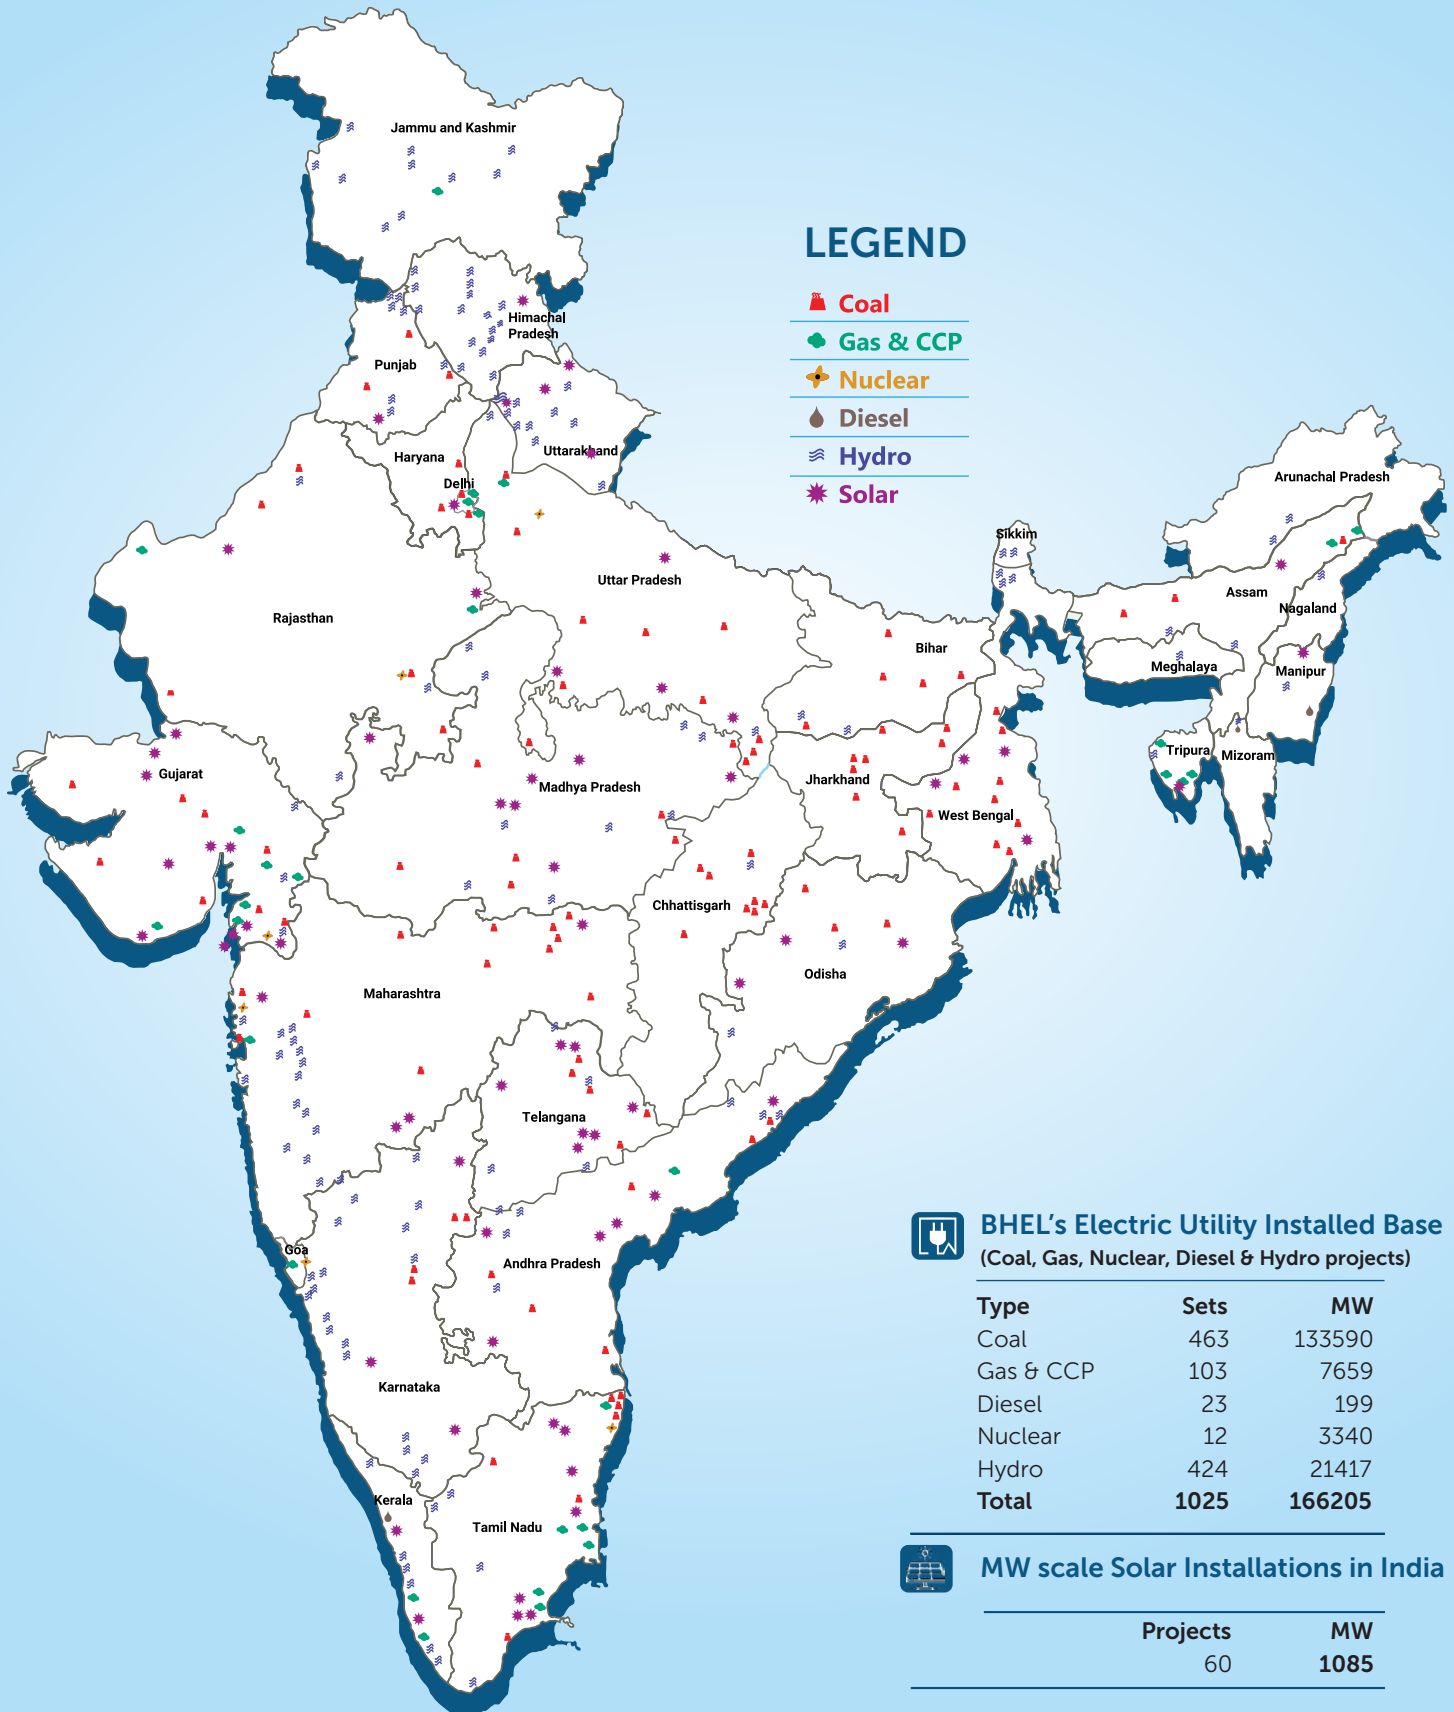 Jammu and Kashmir
LEGEND
Coal
Gas & CCP
Nuclear
Diesel
Hydro
Solar
Himachal
Pradesh
Punjab
Uttarakhand
Haryana
Delhi
Arunachal Pradesh
Sikkim
Uttar Pradesh
Assam
Nagaland
Rajasthan
Bihar
Meghalaya
Manipur
Tripura
Mizoram
Gujarat
Madhya Pradesh
Jharkhand
West Bengal
Chhattisgarh
Odisha
Maharashtra
Telangana
Goa
Andhra Pradesh
Karnataka
Kerala
Tamil Nadu
BHEL's Electric Utility Installed Base
(Coal, Gas, Nuclear, Diesel & Hydro projects)
Type Sets MW
Coal 463 133590
Gas & CCP 103 7659
Diesel 23 199
Nuclear 12 3340
Hydro 424 21417
Total 1025 166205
MW scale Solar Installations in India
Projects MW
60 1085